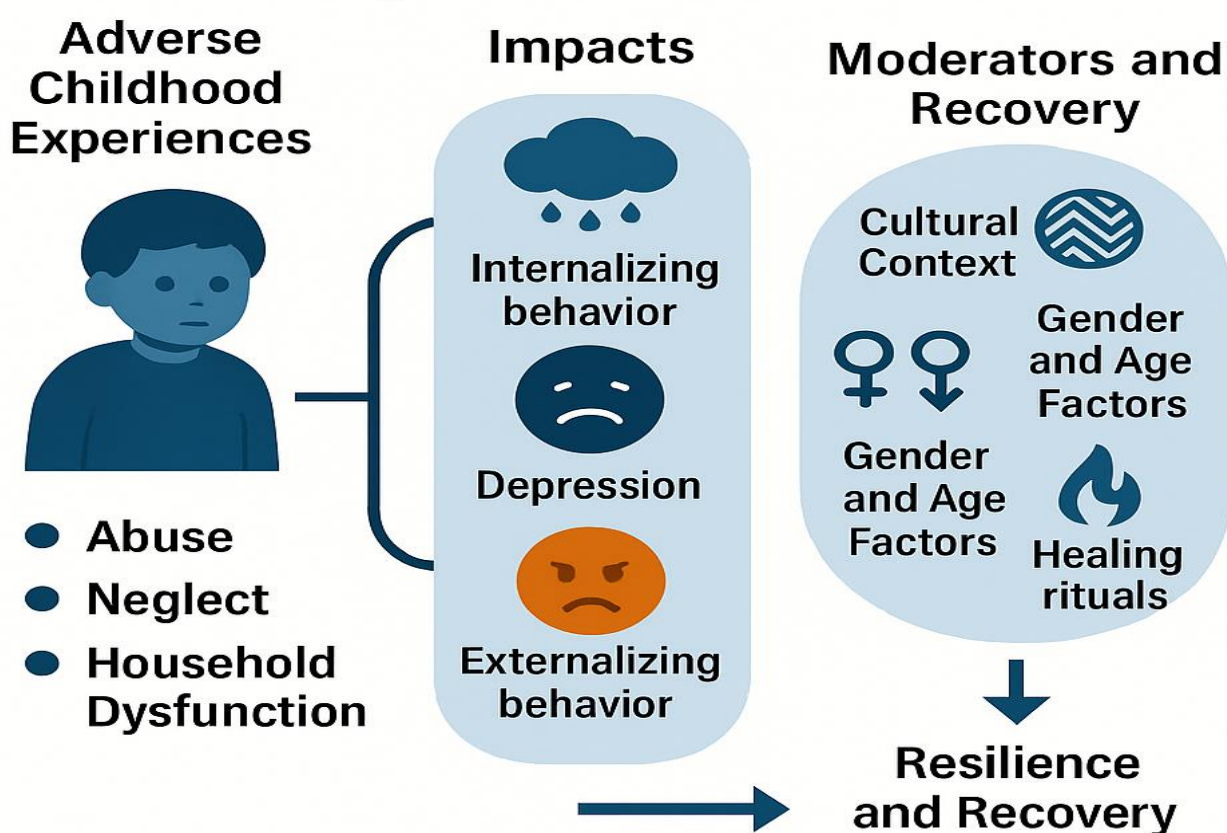 Adverse
Childhood
Experiences
Abuse
Neglect
Household
Dysfunction
Impacts
Internalizing
behavior
Depression
Externalizing
behavior
Moderators and
Recovery
Cultural
Context
Gender
and Age
Factors
Gender
and Age
Factors
Healing
rituals
Resilience
and Recovery